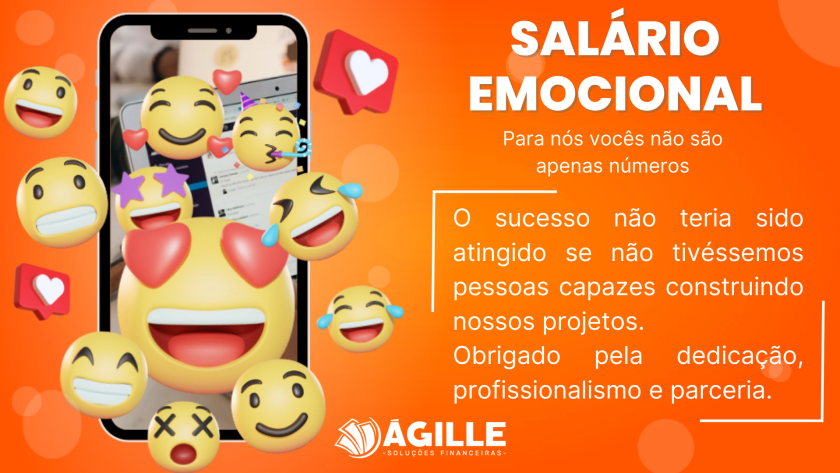 SALÁRIO
EMOCIONAL
Para nós vocês não são
apenas números
O sucesso não teria sido
atingido se não tivéssemos
pessoas capazes construindo
nossos projetos.
Obrigado pela dedicação,
profissionalismo e parceria.
ÁGILLE
-SOLUÇÕES FINANCEIRAS-